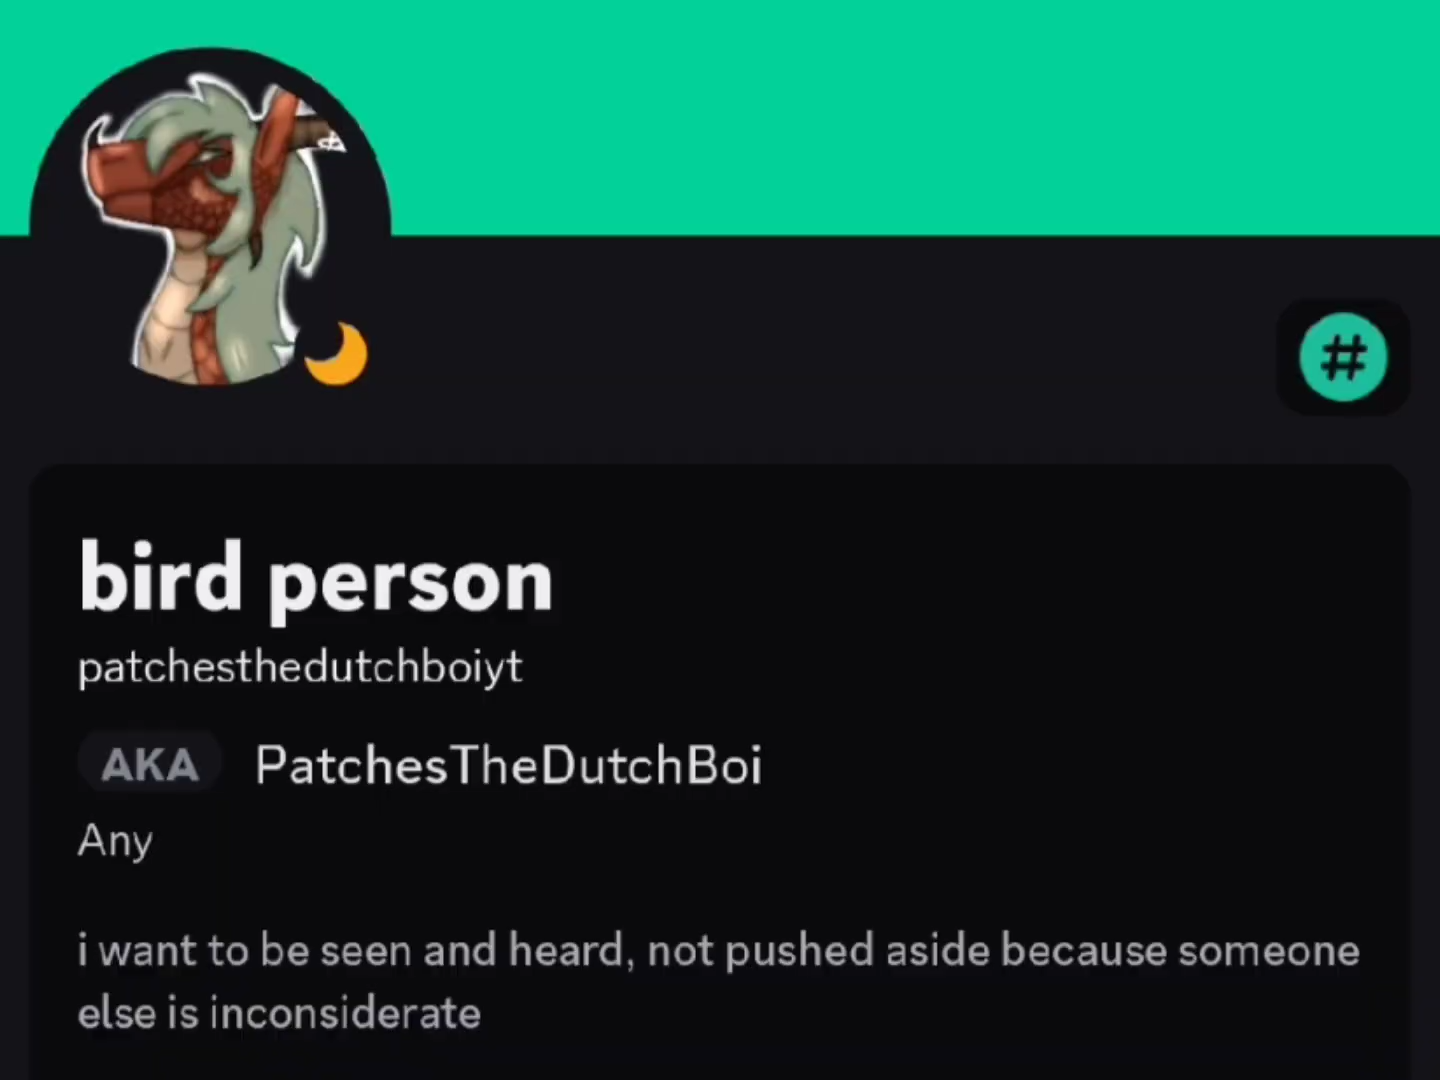 #
bird person
patchesthedutchboiyt
AKA PatchesTheDutchBoi
Any
i want to be seen and heard, not pushed aside because someone
else is inconsiderate